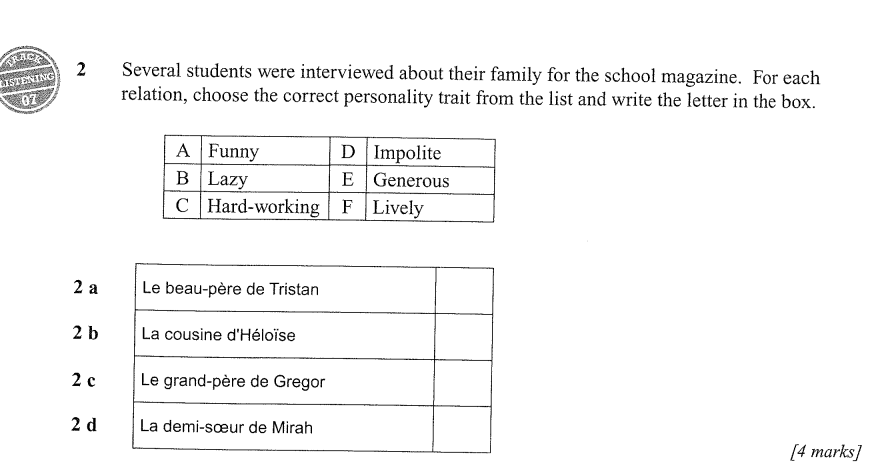 TRACK
LISTENING
07
2 Several students were interviewed about their family for the school magazine. For each
relation, choose the correct personality trait from the list and write the letter in the box.
A Funny D Impolite
B Lazy E Generous
C Hard-working F Lively
2 a Le beau-père de Tristan
2 b La cousine d'Héloïse
2 c Le grand-père de Gregor
2 d La demi-sœur de Mirah
[4 marks]